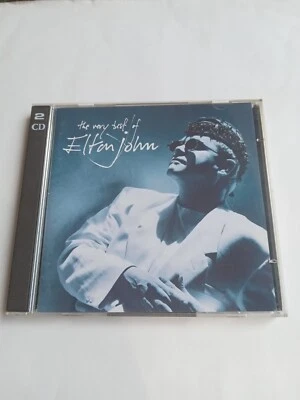 2
CD
the very best of
Elton John